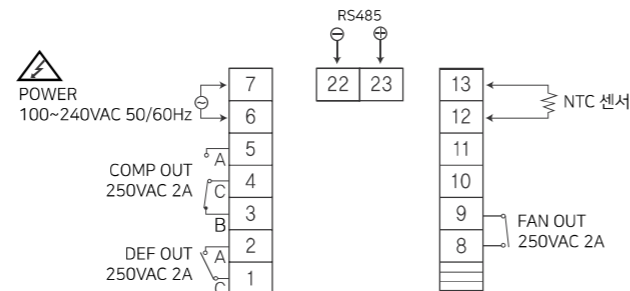 RS485
⊖ ⊕
22 23
POWER
100~240VAC 50/60Hz
7
6
5
4
3
2
1
A
COMP OUT
250VAC 2A
C
B
DEF OUT
250VAC 2A
A
C
13
12
11
10
9
8
NTC 센서
FAN OUT
250VAC 2A